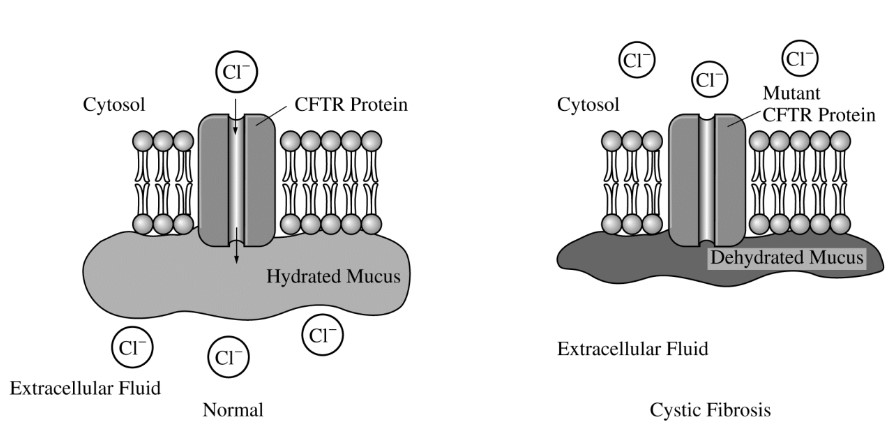 Cl⁻
Cytosol
CFTR Protein
Hydrated Mucus
Cl⁻
Cl⁻
Cl⁻
Extracellular Fluid
Normal
Cl⁻
Cl⁻
Cl⁻
Cytosol
Mutant
CFTR Protein
Dehydrated Mucus
Extracellular Fluid
Cystic Fibrosis